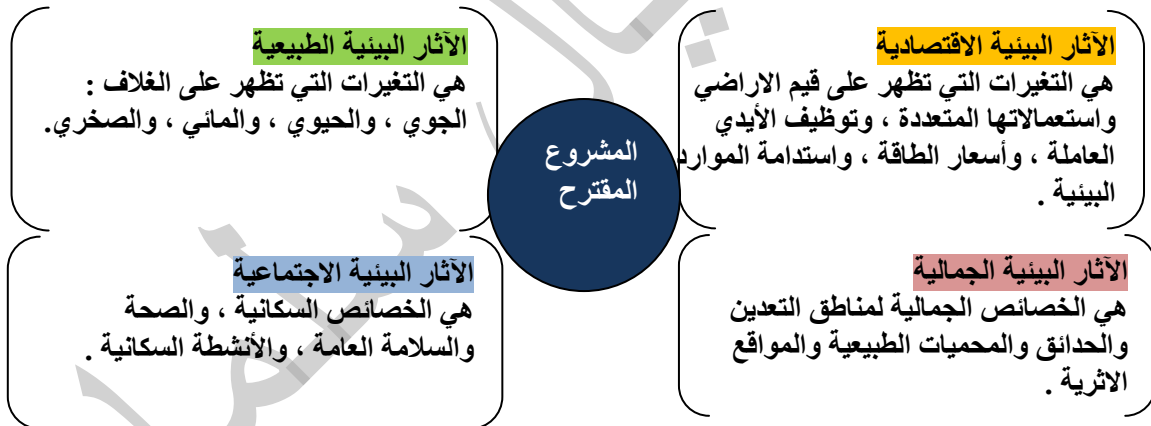 الآثار البيئية الاقتصادية
هي التغيرات التي تظهر على قيم الاراضي
واستعمالاتها المتعددة ، وتوظيف الأيدي
العاملة ، وأسعار الطاقة ، واستدامة الموارد
البيئية .
الآثار البيئية الطبيعية
هي التغيرات التي تظهر على الغلاف :
الجوي ، والحيوي ، والمائي ، والصخري.
المشروع
المقترح
الآثار البيئية الجمالية
هي الخصائص الجمالية لمناطق التعدين
والحدائق والمحميات الطبيعية والمواقع
الاثرية .
الآثار البيئية الاجتماعية
هي الخصائص السكانية ، والصحة
والسلامة العامة ، والأنشطة السكانية .